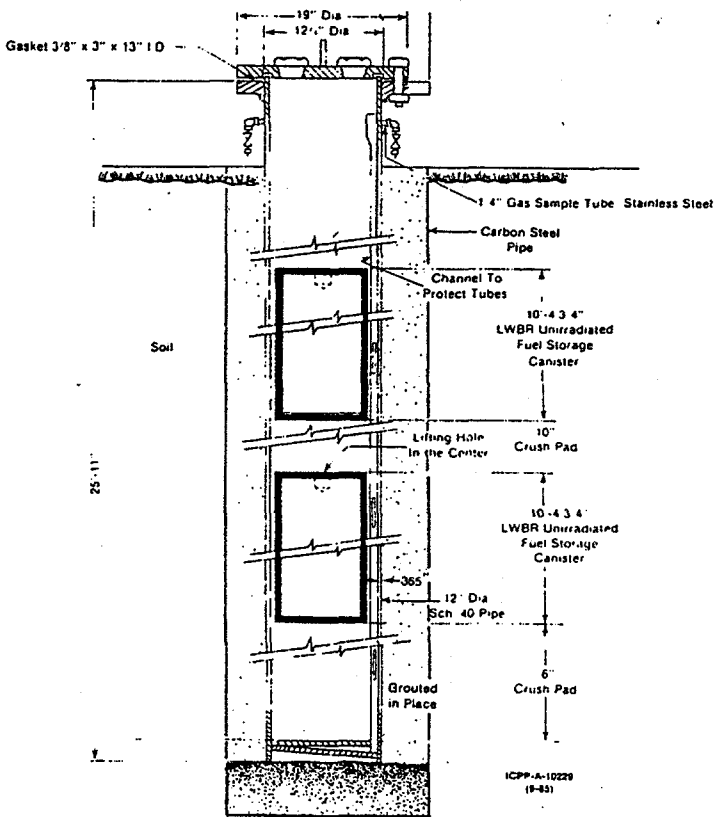 19" Dia
12¼" Dia
Gasket 3/8" x 3" x 13" I D
1 4" Gas Sample Tube Stainless Steel
Carbon Steel
Pipe
Channel To
Protect Tubes
10'-4 3 4"
LWBR Unirradiated
Fuel Storage
Canister
Soil
Lifting Hole
In the Center
10"
Crush Pad
25'-11"
10'-4 3 4"
LWBR Unirradiated
Fuel Storage
Canister
.365"
12" Dia
Sch. 40 Pipe
6"
Crush Pad
Grouted
in Place
ICPP-A-10229
(9-83)